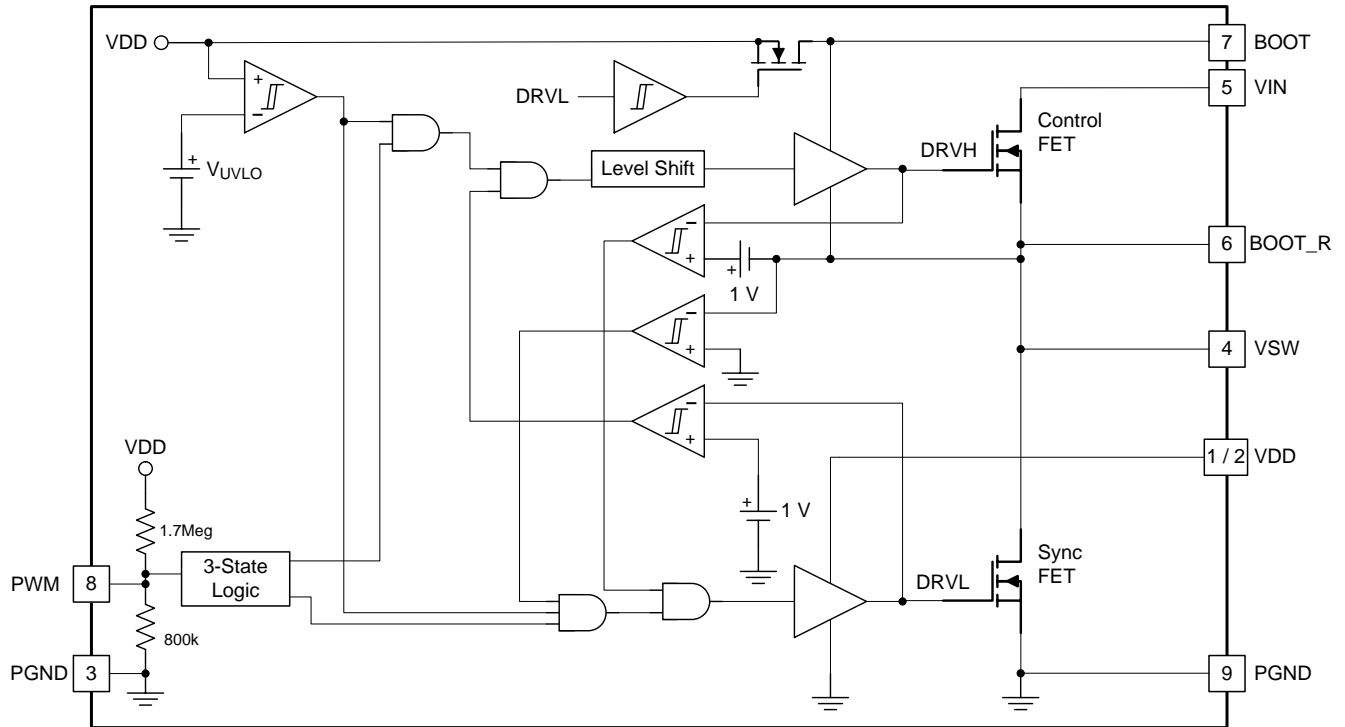 VDD
7
BOOT
5
VIN
DRVL
Control
FET
DRVH
+
−
+
VUVLO
Level Shift
−
+
+
1 V
6
BOOT_R
−
+
4
VSW
−
+
VDD
1 / 2
VDD
+
1 V
1.7Meg
3-State
Logic
PWM
8
Sync
FET
DRVL
800k
PGND
3
9
PGND